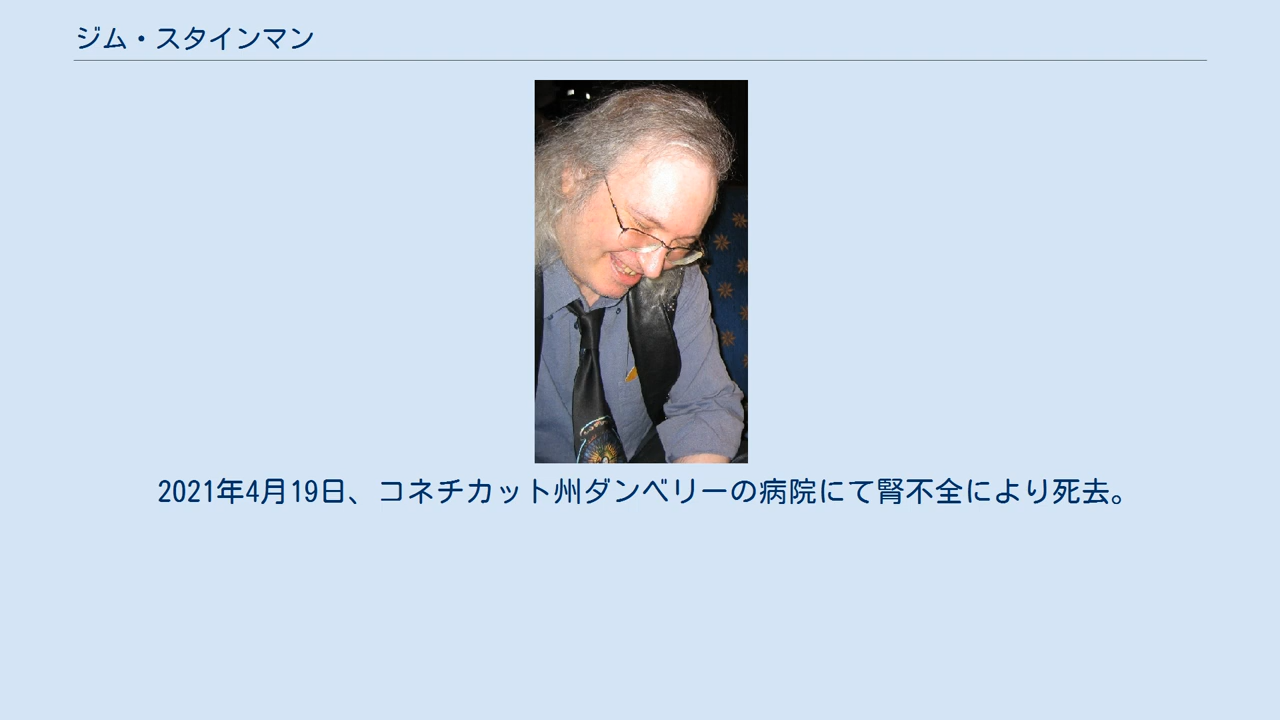 ジム・スタインマン
2021年4月19日、コネチカット州ダンベリーの病院にて腎不全により死去。